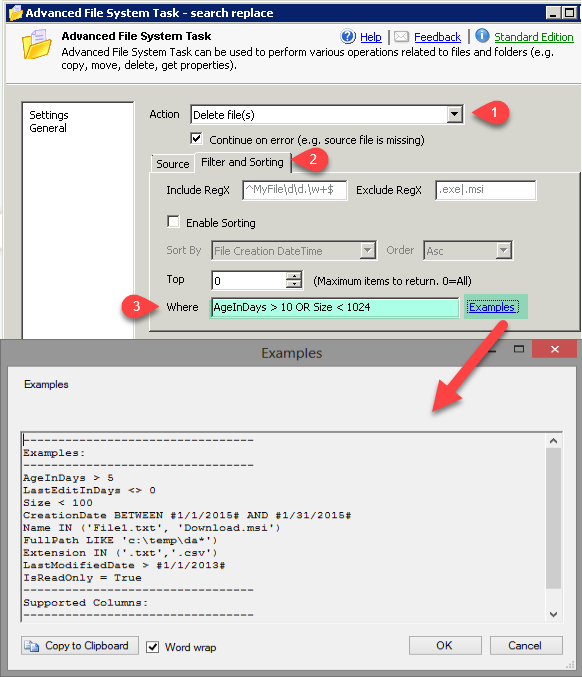 Advanced File System Task - search replace
Advanced File System Task
Help | Feedback | Standard Edition
Advanced File System Task can be used to perform various operations related to files and folders (e.g.
copy, move, delete, get properties).
Settings
General
Action Delete file(s) 1
Continue on error (e.g. source file is missing)
Source Filter and Sorting 2
Include RegX ^MyFile\d\d.\w+$ Exclude RegX .exe|.msi
Enable Sorting
Sort By File Creation DateTime Order Asc
Top 0 (Maximum items to return. 0=All)
3 Where AgeInDays > 10 OR Size < 1024 Examples
Examples
Examples
---------------------------------
Examples:
---------------------------------
AgeInDays > 5
LastEditInDays <> 0
Size < 100
CreationDate BETWEEN #1/1/2015# AND #1/31/2015#
Name IN ('File1.txt', 'Download.msi')
FullPath LIKE 'c:\temp\da*')
Extension IN ('.txt','.csv')
LastModifiedDate > #1/1/2013#
IsReadOnly = True
---------------------------------
Supported Columns:
---------------------------------
Copy to Clipboard Word wrap OK Cancel